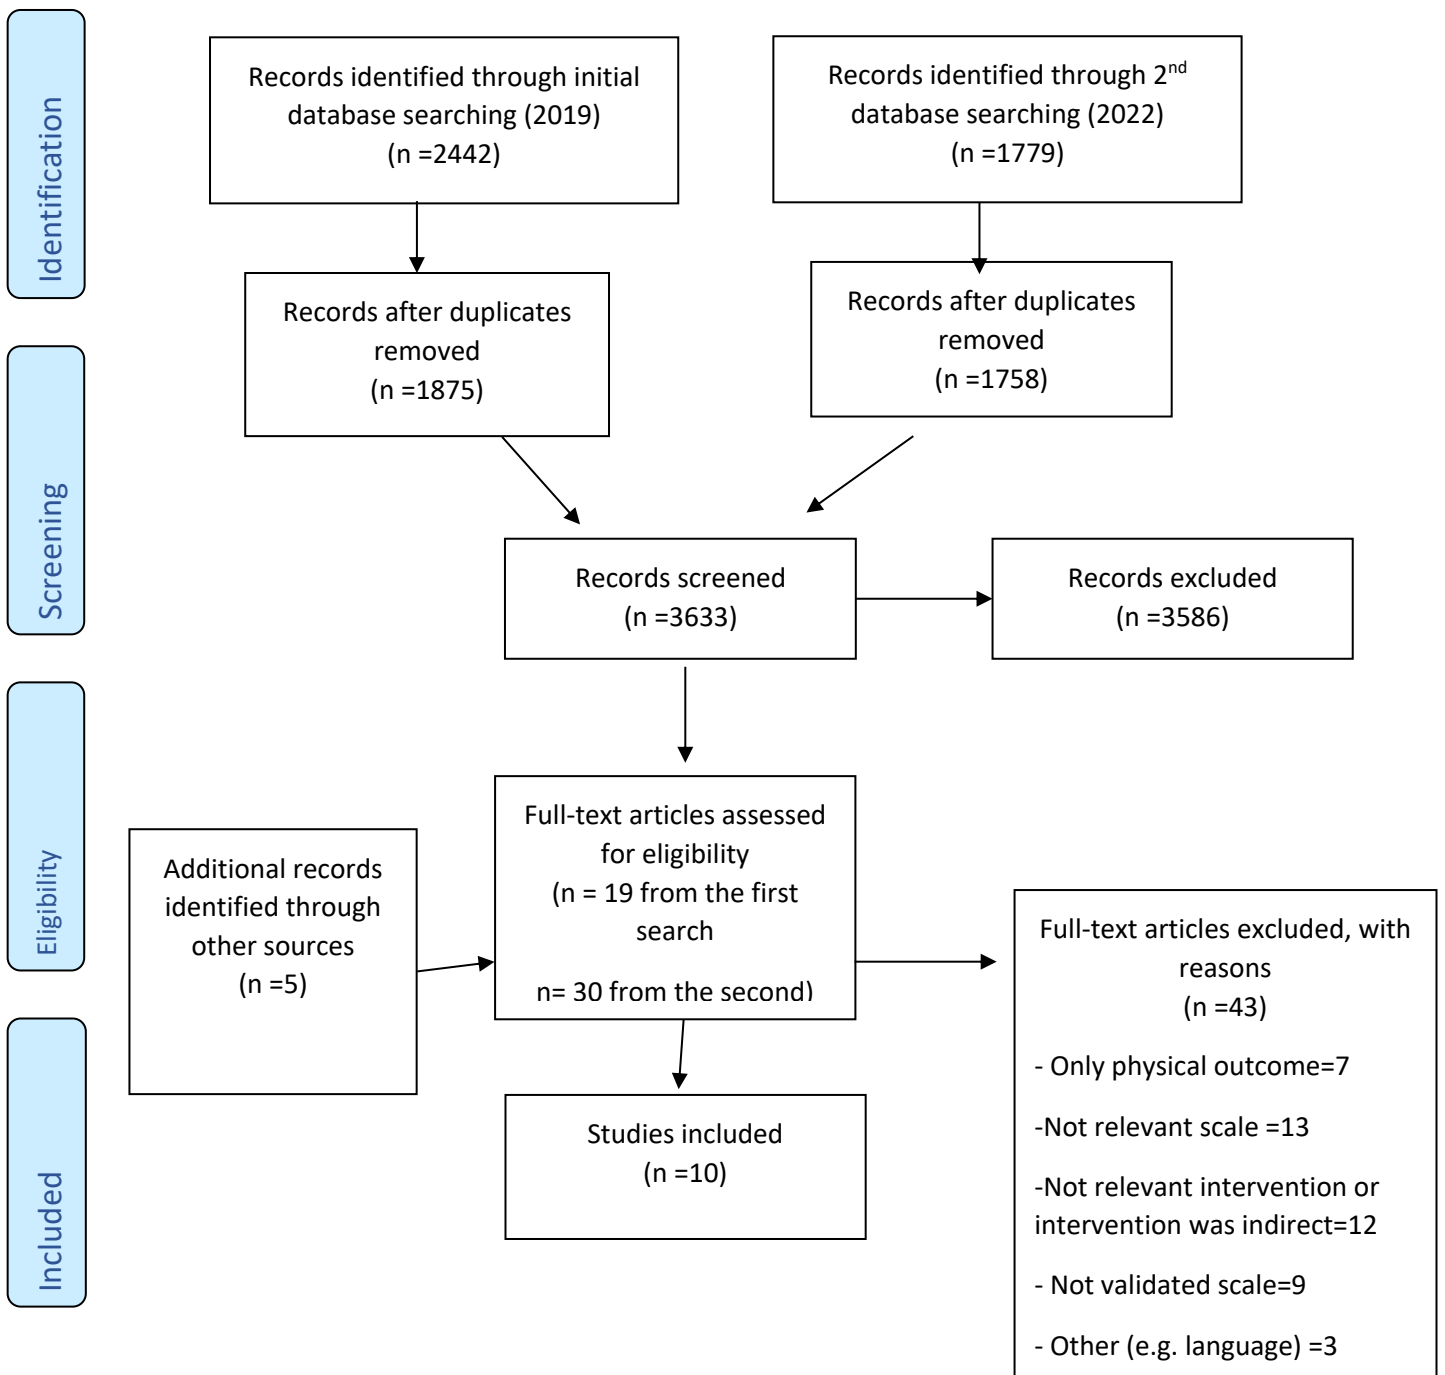 Identification
Records identified through initial
database searching (2019)
(n =2442)
Records identified through 2nd
database searching (2022)
(n =1779)
Records after duplicates
removed
(n =1875)
Records after duplicates
removed
(n =1758)
Screening
Records screened
(n =3633)
Records excluded
(n =3586)
Eligibility
Additional records
identified through
other sources
(n =5)
Full-text articles assessed
for eligibility
(n = 19 from the first
search
n= 30 from the second)
Full-text articles excluded, with
reasons
(n =43)
- Only physical outcome=7
-Not relevant scale =13
-Not relevant intervention or
intervention was indirect=12
- Not validated scale=9
- Other (e.g. language) =3
Included
Studies included
(n =10)